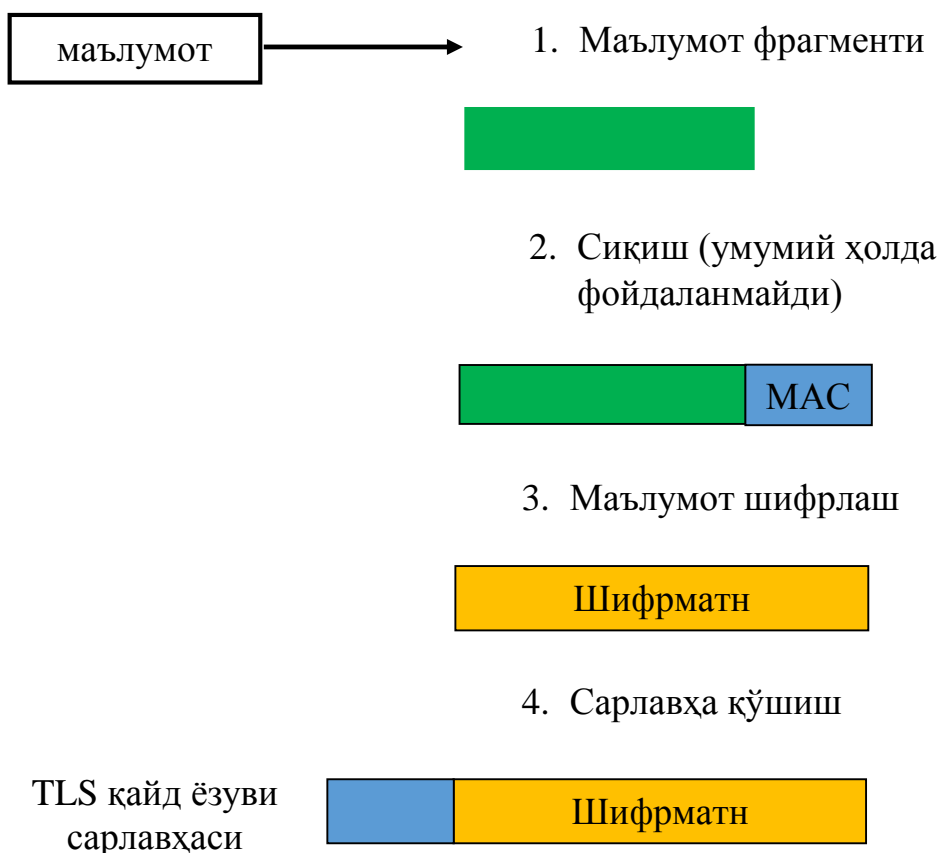 маълумот
1. Маълумот фрагменти
2. Сиқиш (умумий ҳолда
фойдаланмайди)
МАС
3. Маълумот шифрлаш
Шифрматн
4. Сарлавҳа қўшиш
TLS қайд ёзуви
сарлавҳаси
Шифрматн